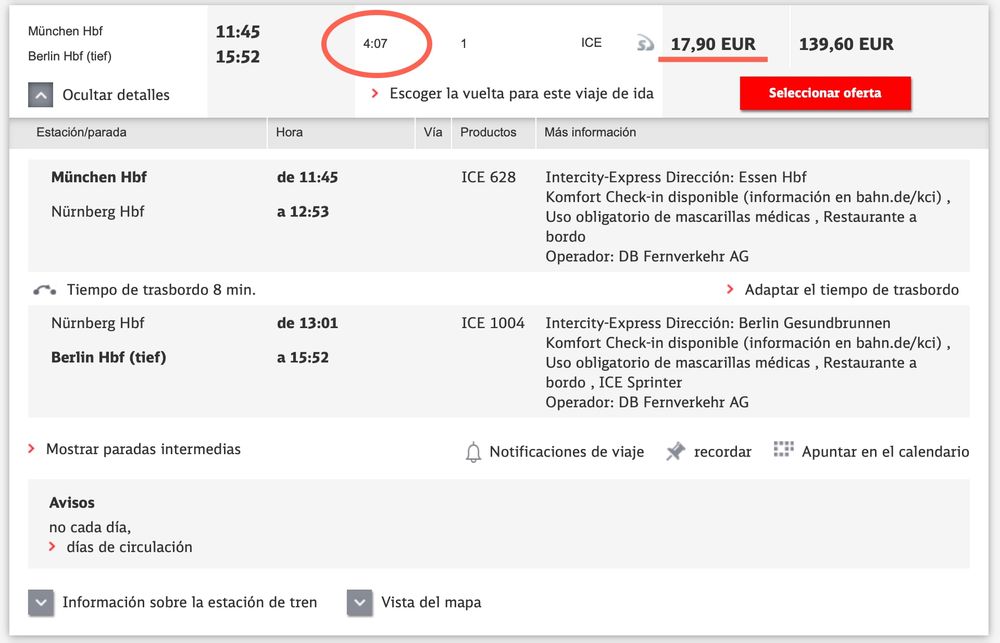 München Hbf 11:45 4:07 1 ICE 17,90 EUR 139,60 EUR
Berlin Hbf (tief) 15:52
Ocultar detalles Escoger la vuelta para este viaje de ida Seleccionar oferta
Estación/parada Hora Vía Productos Más información
München Hbf de 11:45 ICE 628 Intercity-Express Dirección: Essen Hbf
Komfort Check-in disponible (información en bahn.de/kci) ,
Nürnberg Hbf a 12:53 Uso obligatorio de mascarillas médicas , Restaurante a
bordo
Operador: DB Fernverkehr AG
Tiempo de trasbordo 8 min. Adaptar el tiempo de trasbordo
Nürnberg Hbf de 13:01 ICE 1004 Intercity-Express Dirección: Berlin Gesundbrunnen
Komfort Check-in disponible (información en bahn.de/kci) ,
Berlin Hbf (tief) a 15:52 Uso obligatorio de mascarillas médicas , Restaurante a
bordo , ICE Sprinter
Operador: DB Fernverkehr AG
Mostrar paradas intermedias Notificaciones de viaje recordar Apuntar en el calendario
Avisos
no cada día,
días de circulación
Información sobre la estación de tren Vista del mapa